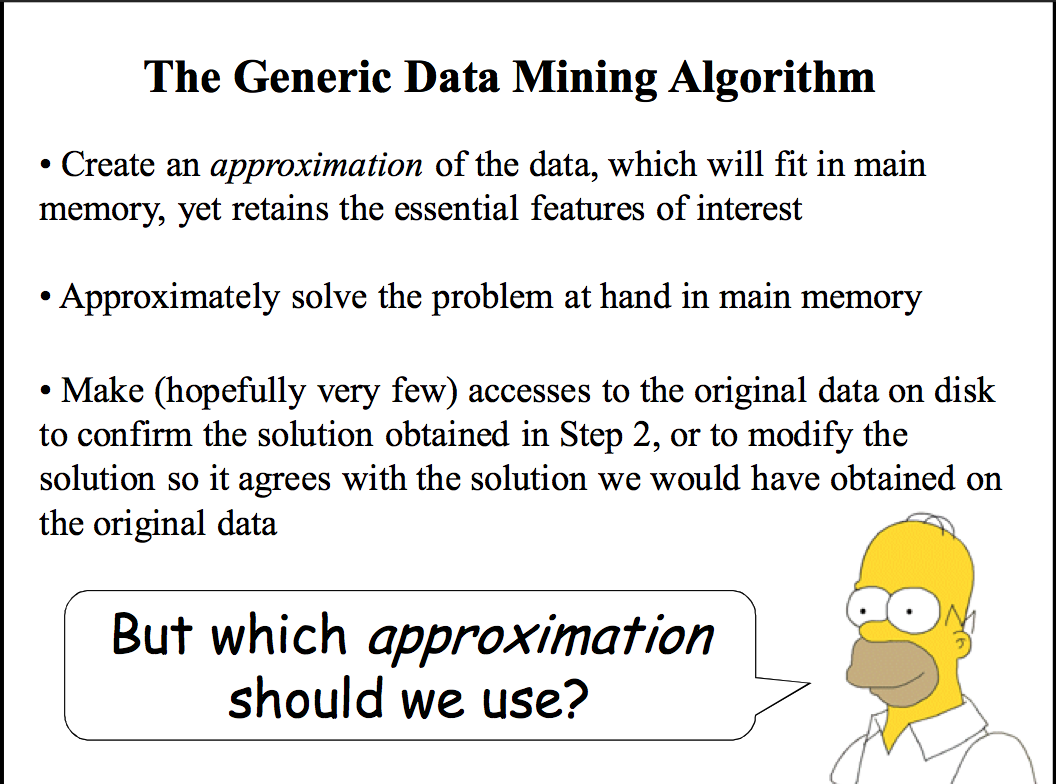 The Generic Data Mining Algorithm
• Create an approximation of the data, which will fit in main
memory, yet retains the essential features of interest
• Approximately solve the problem at hand in main memory
• Make (hopefully very few) accesses to the original data on disk
to confirm the solution obtained in Step 2, or to modify the
solution so it agrees with the solution we would have obtained on
the original data
But which approximation
should we use?